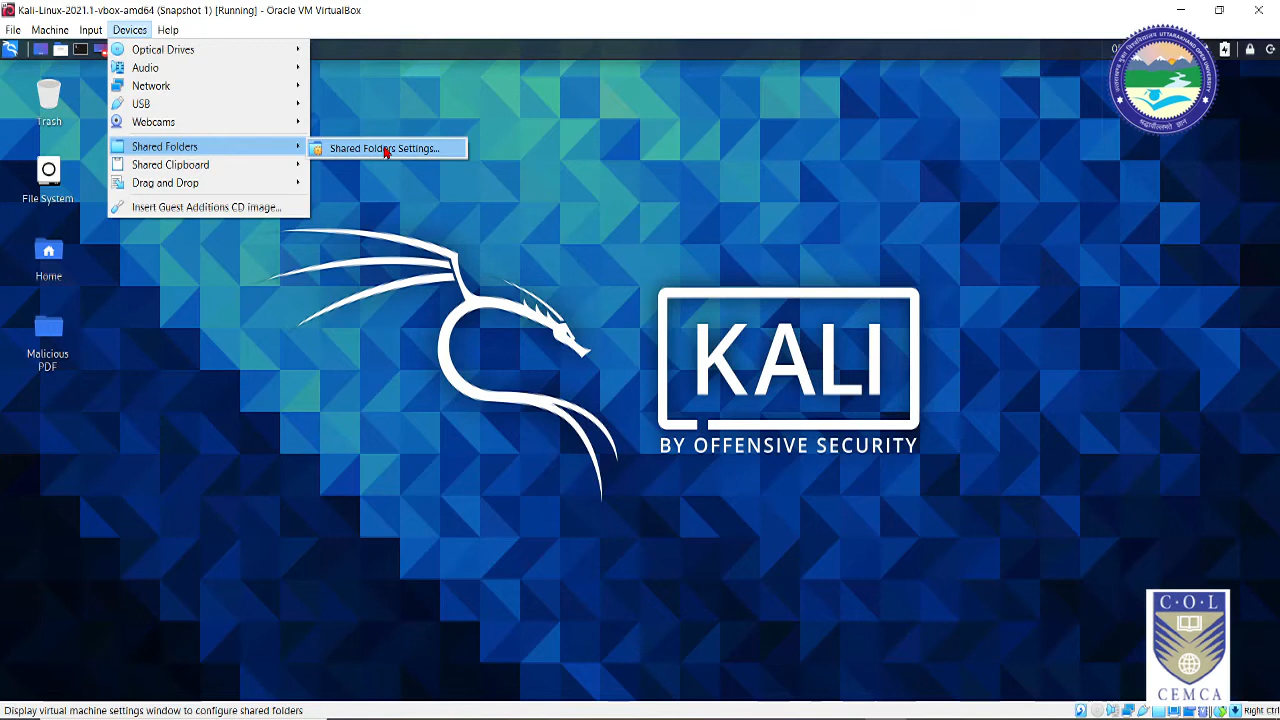 Kali-Linux-2021.1-vbox-amd64 (Snapshot 1) [Running] - Oracle VM VirtualBox
File Machine Input Devices Help
Optical Drives
Audio
Network
USB
Webcams
Shared Folders
Shared Folders Settings...
Shared Clipboard
Drag and Drop
Insert Guest Additions CD image...
Trash
File System
Home
Malicious
PDF
KALI
BY OFFENSIVE SECURITY
UTTARAKHAND OPEN UNIVERSITY
C·O·L
CEMCA
Display virtual machine settings window to configure shared folders
Right Ctrl